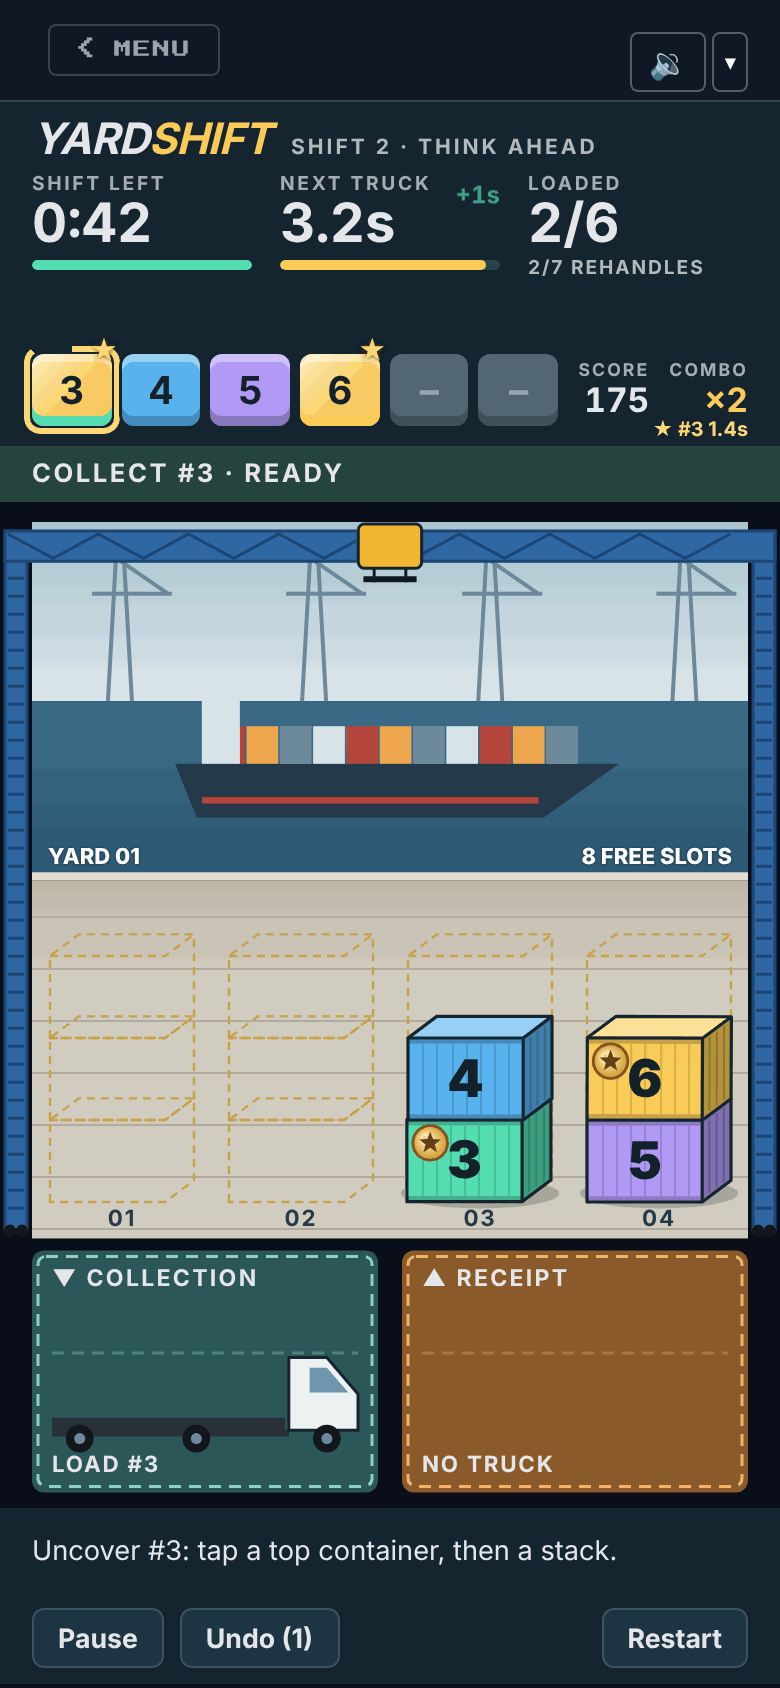 MENU
YARDSHIFT SHIFT 2 · THINK AHEAD
SHIFT LEFT
0:42
NEXT TRUCK +1s
3.2s
LOADED
2/6
2/7 REHANDLES
3 4 5 6 – –
SCORE
175
COMBO
×2
★ #3 1.4s
COLLECT #3 · READY
YARD 01
8 FREE SLOTS
4 6
3 5
01 02 03 04
▼ COLLECTION
LOAD #3
▲ RECEIPT
NO TRUCK
Uncover #3: tap a top container, then a stack.
Pause Undo (1) Restart